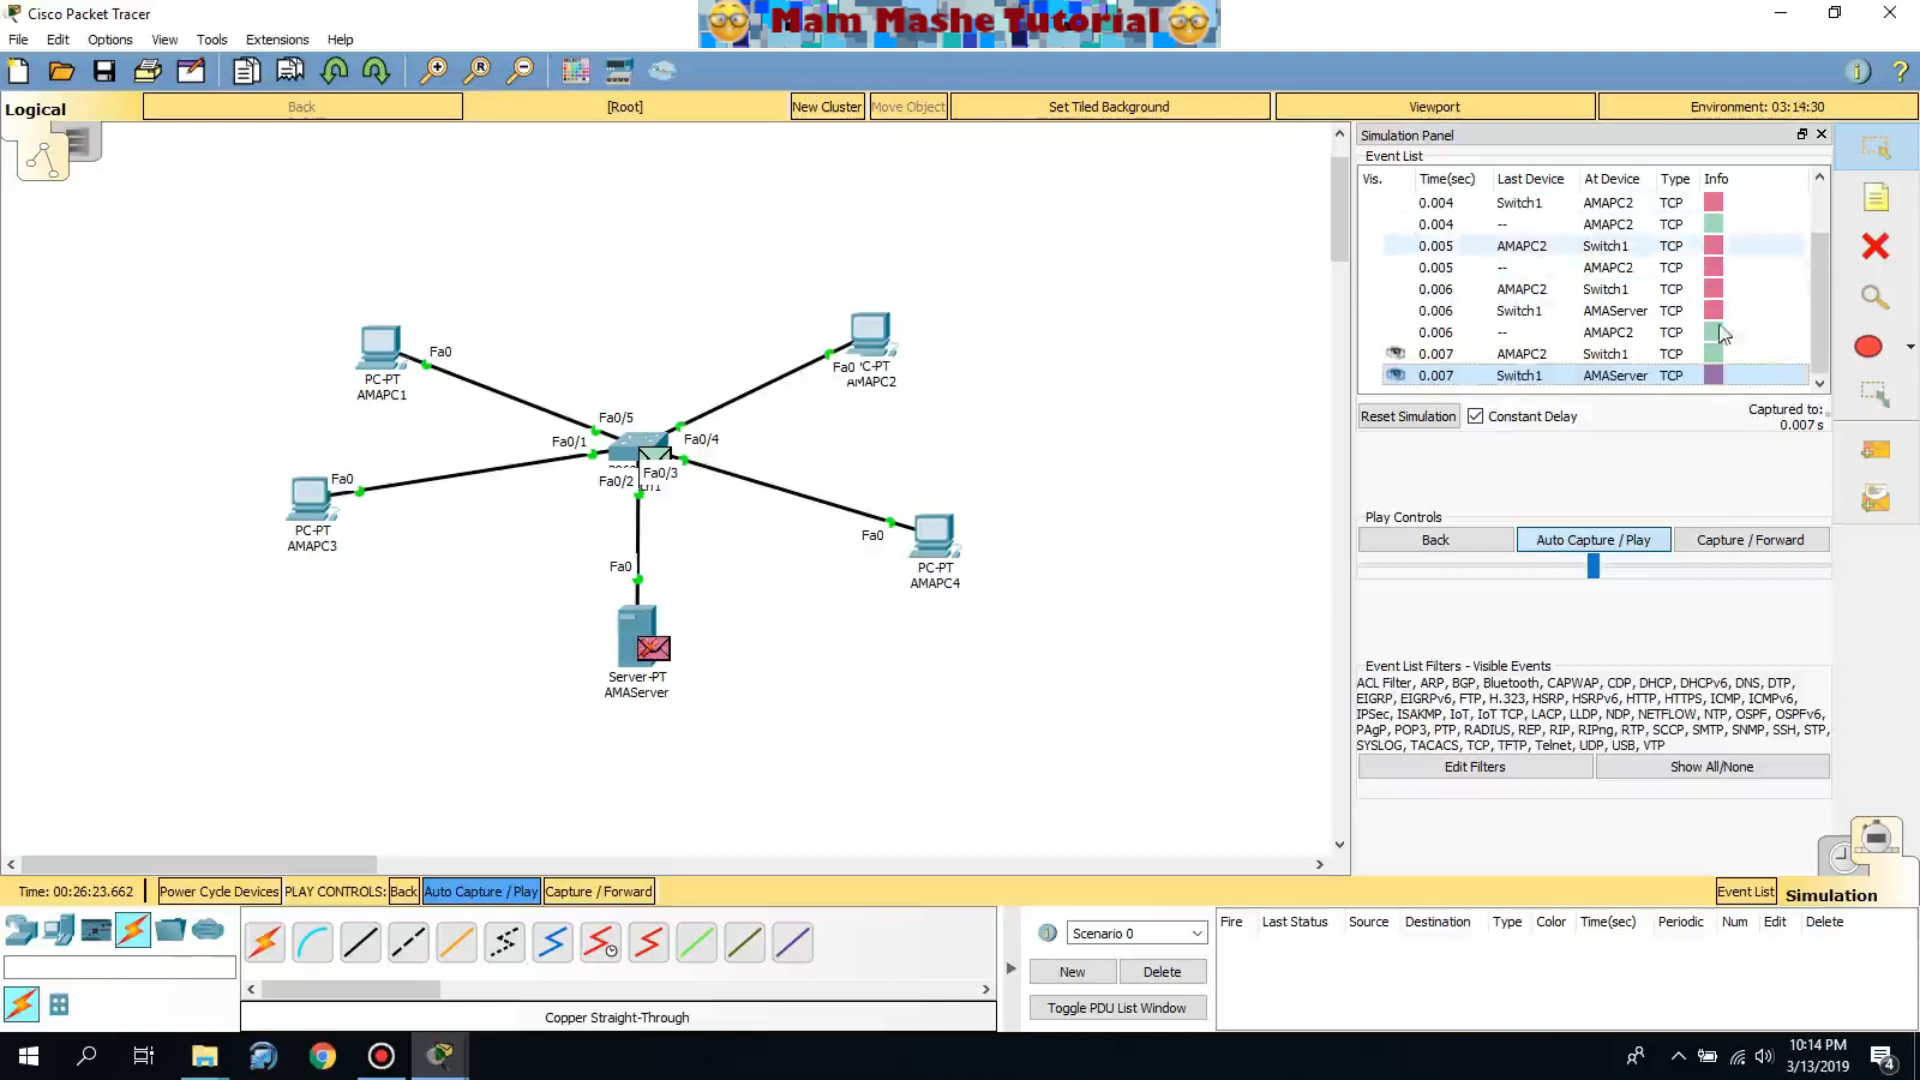 Cisco Packet Tracer
Mam Mashe Tutorial
File Edit Options View Tools Extensions Help
Logical Back [Root] New Cluster Move Object Set Tiled Background Viewport Environment: 03:14:30
Simulation Panel
Event List
Vis. Time(sec) Last Device At Device Type Info
0.004 Switch1 AMAPC2 TCP
0.004 -- AMAPC2 TCP
0.005 AMAPC2 Switch1 TCP
0.005 -- AMAPC2 TCP
0.006 AMAPC2 Switch1 TCP
0.006 Switch1 AMAServer TCP
0.006 -- AMAPC2 TCP
0.007 AMAPC2 Switch1 TCP
0.007 Switch1 AMAServer TCP
Reset Simulation Constant Delay Captured to:
0.007 s
Play Controls
Back Auto Capture / Play Capture / Forward
Event List Filters - Visible Events
ACL Filter, ARP, BGP, Bluetooth, CAPWAP, CDP, DHCP, DHCPv6, DNS, DTP,
EIGRP, EIGRPv6, FTP, H.323, HSRP, HSRPv6, HTTP, HTTPS, ICMP, ICMPv6,
IPSec, ISAKMP, IoT, IoT TCP, LACP, LLDP, NDP, NETFLOW, NTP, OSPF, OSPFv6,
PAgP, POP3, PTP, RADIUS, REP, RIP, RIPng, RTP, SCCP, SMTP, SNMP, SSH, STP,
SYSLOG, TACACS, TCP, TFTP, Telnet, UDP, USB, VTP
Edit Filters Show All/None
Fa0
PC-PT
AMAPC1
Fa0 C-PT
AMAPC2
Fa0/5
Fa0/1
Fa0/4
Fa0/3
Fa0/2
Fa0
PC-PT
AMAPC3
Fa0
PC-PT
AMAPC4
Fa0
Server-PT
AMAServer
Time: 00:26:23.662 Power Cycle Devices PLAY CONTROLS: Back Auto Capture / Play Capture / Forward Event List Simulation
Scenario 0
New Delete
Toggle PDU List Window
Fire Last Status Source Destination Type Color Time(sec) Periodic Num Edit Delete
Copper Straight-Through
10:14 PM
3/13/2019
4